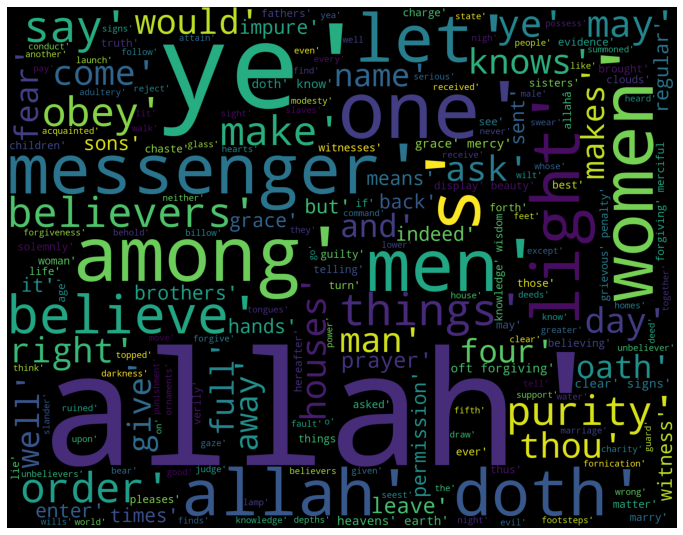 say'
would'
impure'
ye'
let'
ye'
may'
regular'
fathers'
yea'
charge'
state'
possess'
signs'
truth'
attain'
even'
well
people'
nigh'
evidence'
conduct'
another'
follow'
every'
like'
brought'
clouds'
launch'
pay'
come'
doth'
know'
find'
serious'
received'
summoned'
fear'
adultery'
reject'
name'
knows
modesty
sisters'
allahâ
heard'
obey'
acquainted'
walk'
sight'
slaves'
one'
sent'
male'
swear'
makes'
children'
sons'
chaste'
glass'
hearts'
make'
witnesses'
see'
never'
grace'
mercy'
whose'
messenger'
receive'
wilt'
ask'
display'
beauty'
best'
women'
neither'
means'
back'
light'
forgiving'
merciful
believers'
forgiveness'
behold'
billow'
grace'
but'
if'
command'
they'
forth'
feet'
wisdom
and'
indeed'
penalty'
grievous
solemnly'
among'
woman'
life'
guilty'
go'
lower'
s'
except'
together'
telling'
turn'
those'
deeds'
homes'
it'
age'
brothers'
men'
house'
knowledge'
know'
believe'
tongues'
hands'
houses'
power'
things'
may'
greater'
day'
deed'
right'
topped'
forgive'
man'
clear'
believing'
unbeliever'
think'
darkness'
move'
punishment
ornaments'
verily'
hereafter'
prayer'
four'
oath'
oft forgiving'
clear'
signs'
tell'
well'
slander'
ruined'
give'
full'
away'
asked'
permission'
support'
water'
fifth'
upon'
on'
gaze'
fault'
o'
things
draw'
marriage'
purity'
guard'
allah'
ever'
charity'
thou'
fornication'
witness'
lie'
unbelievers'
bear'
good'
judge'
believers
given'
thus'
wrong'
order'
pleases'
lamp'
allah'
seest'
the'
leave'
doth'
matter'
enter'
times'
marry'
wills'
world'
finds'
knowledge'
depths'
heavens'
earth'
night'
evil'
footsteps'